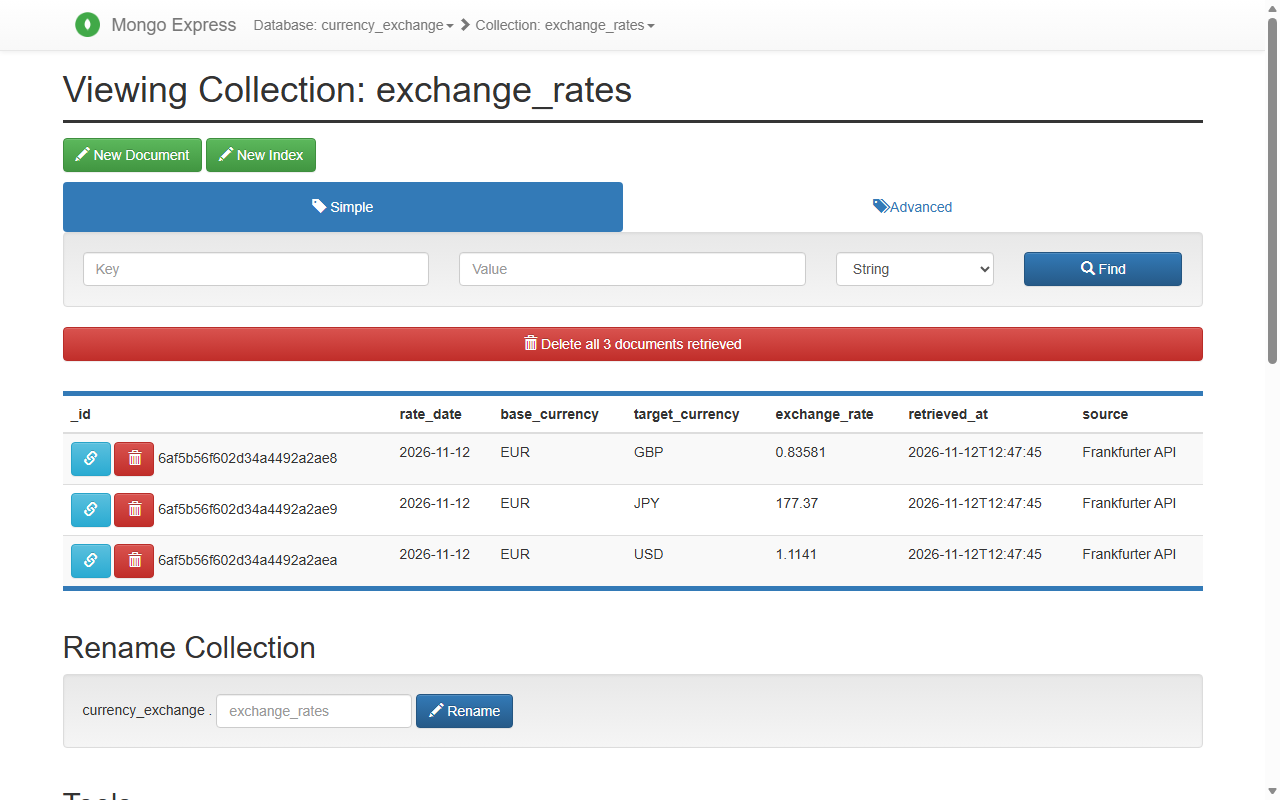 Mongo Express Database: currency_exchange Collection: exchange_rates
Viewing Collection: exchange_rates
New Document New Index
Simple Advanced
Key Value String Find
Delete all 3 documents retrieved
_id rate_date base_currency target_currency exchange_rate retrieved_at source
6af5b56f602d34a4492a2ae8 2026-11-12 EUR GBP 0.83581 2026-11-12T12:47:45 Frankfurter API
6af5b56f602d34a4492a2ae9 2026-11-12 EUR JPY 177.37 2026-11-12T12:47:45 Frankfurter API
6af5b56f602d34a4492a2aea 2026-11-12 EUR USD 1.1141 2026-11-12T12:47:45 Frankfurter API
Rename Collection
currency_exchange . exchange_rates Rename
Tools